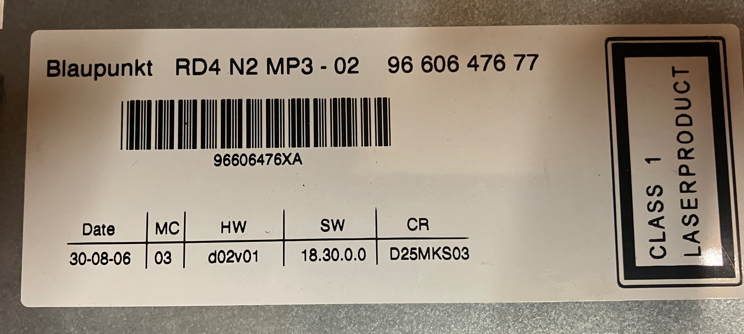 Blaupunkt RD4 N2 MP3 - 02 96 606 476 77
96606476XA
Date MC HW SW CR
30-08-06 03 d02v01 18.30.0.0 D25MKS03
CLASS 1
LASERPRODUCT